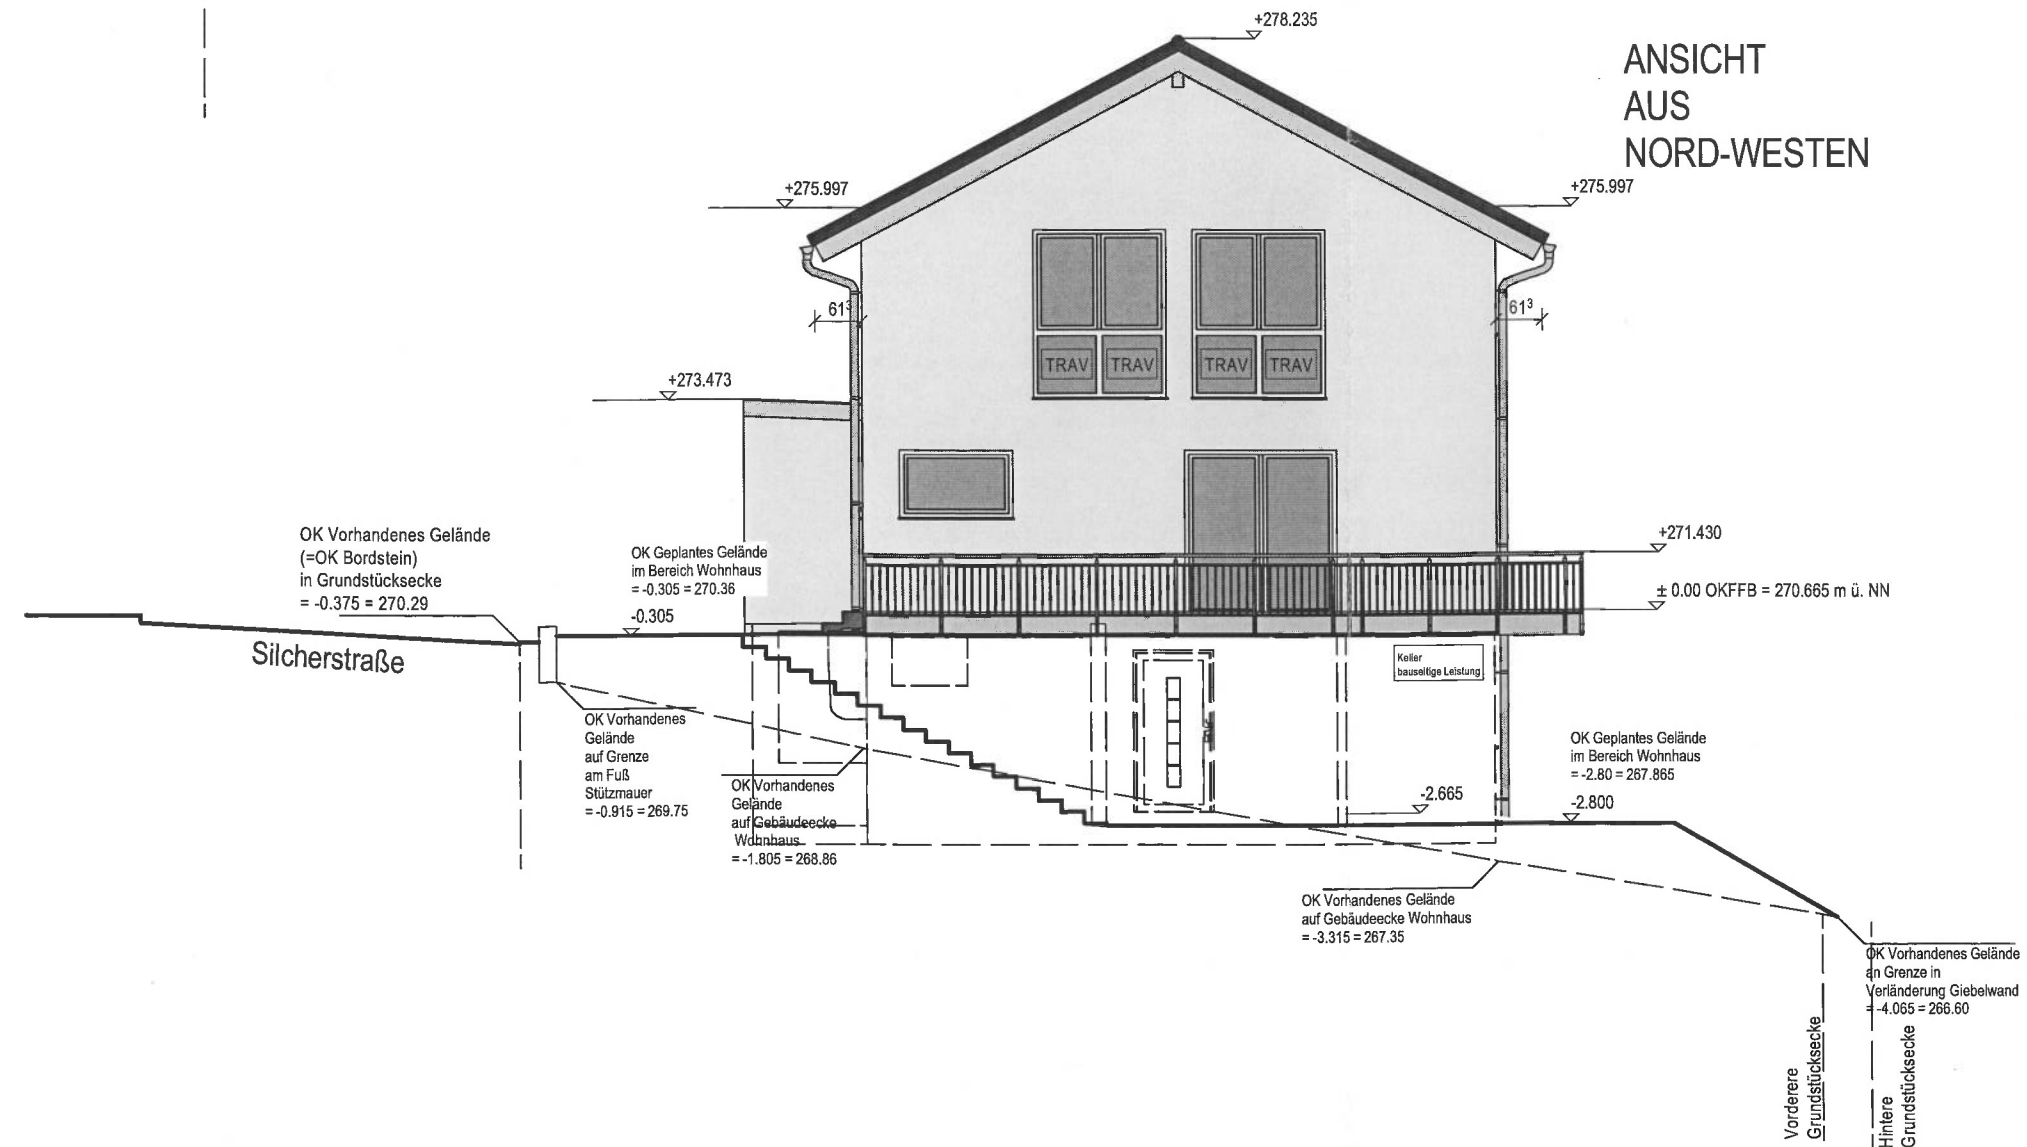 +278.235
ANSICHT
AUS
NORD-WESTEN
+275.997
+275.997
61³
61³
TRAV
TRAV
TRAV
TRAV
+273.473
OK Vorhandenes Gelände
(=OK Bordstein)
in Grundstücksecke
= -0.375 = 270.29
OK Geplantes Gelände
im Bereich Wohnhaus
= -0.305 = 270.36
-0.305
+271.430
± 0.00 OKFFB = 270.665 m ü. NN
Silcherstraße
Keller
bauseitige Leistung
OK Vorhandenes
Gelände
auf Grenze
am Fuß
Stützmauer
= -0.915 = 269.75
OK Vorhandenes
Gelände
auf Gebäudeecke
Wohnhaus
= -1.805 = 268.86
OK Geplantes Gelände
im Bereich Wohnhaus
= -2.80 = 267.865
-2.665
-2.800
OK Vorhandenes Gelände
auf Gebäudeecke Wohnhaus
= -3.315 = 267.35
OK Vorhandenes Gelände
an Grenze in
Verländerung Giebelwand
= -4.065 = 266.60
Vorderere
Grundstücksecke
Hintere
Grundstücksecke